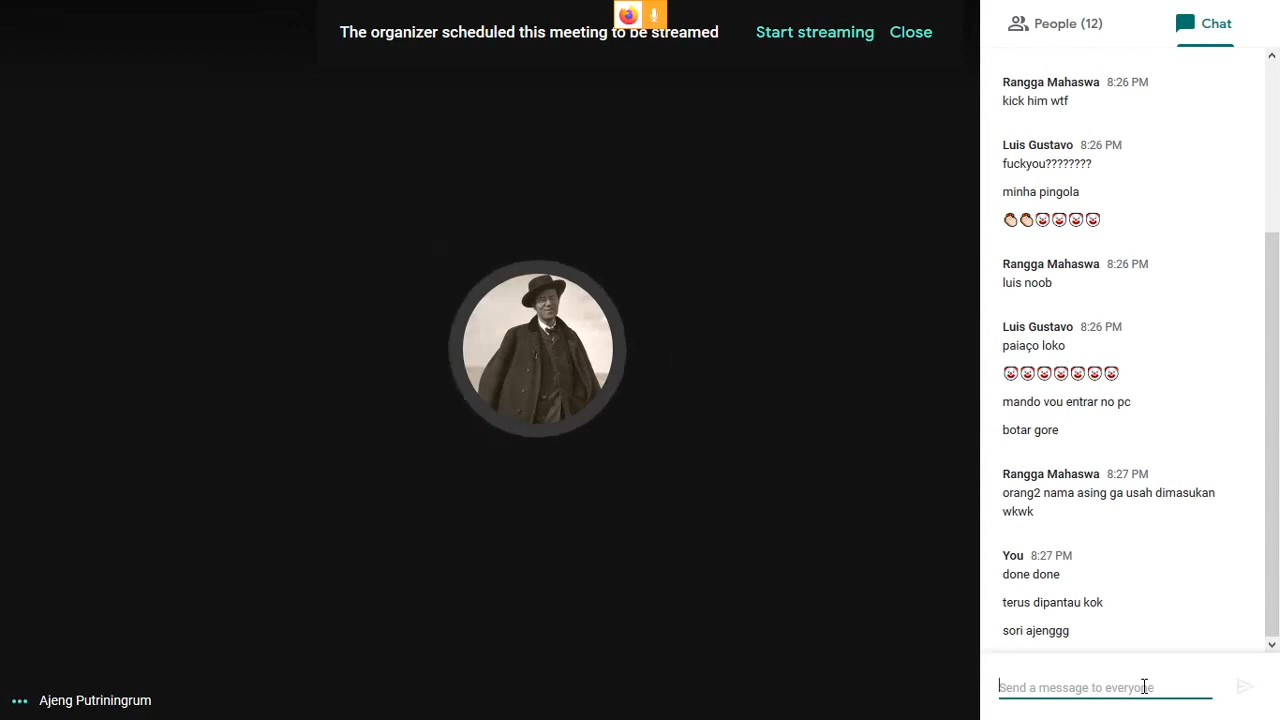 The organizer scheduled this meeting to be streamed
Start streaming
Close
People (12)
Chat
Rangga Mahaswa 8:26 PM
kick him wtf
Luis Gustavo 8:26 PM
fuckyou????????
minha pingola
👏🏻👏🏻🤡🤡🤡🤡
Rangga Mahaswa 8:26 PM
luis noob
Luis Gustavo 8:26 PM
paiaço loko
🤡🤡🤡🤡🤡🤡🤡
mando vou entrar no pc
botar gore
Rangga Mahaswa 8:27 PM
orang2 nama asing ga usah dimasukan
wkwk
You 8:27 PM
done done
terus dipantau kok
sori ajenggg
Send a message to everyone
Ajeng Putriningrum